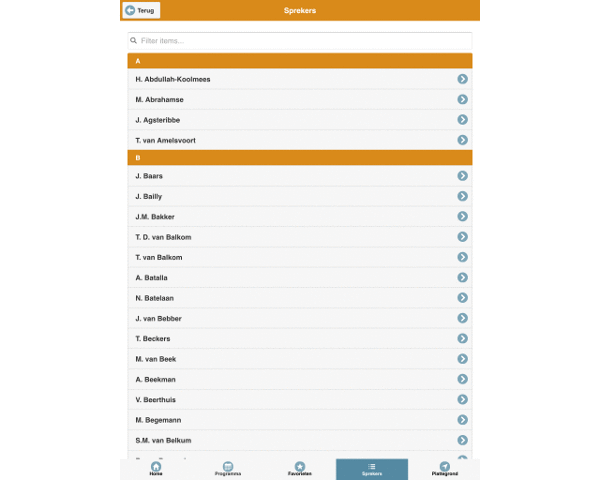 Terug
Sprekers
Filter items...
A
H. Abdullah-Koolmees
M. Abrahamse
J. Agsteribbe
T. van Amelsvoort
B
J. Baars
J. Bailly
J.M. Bakker
T. D. van Balkom
T. van Balkom
A. Batalla
N. Batelaan
J. van Bebber
T. Beckers
M. van Beek
A. Beekman
V. Beerthuis
M. Begemann
S.M. van Belkum
Home
Programma
Favorieten
Sprekers
Plattegrond